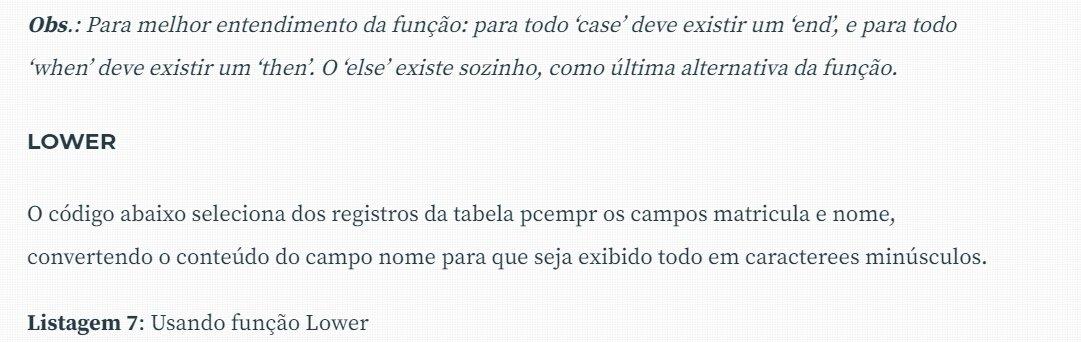 Obs.: Para melhor entendimento da função: para todo ‘case’ deve existir um ‘end’, e para todo
‘when’ deve existir um ‘then’. O ‘else’ existe sozinho, como última alternativa da função.
LOWER
O código abaixo seleciona dos registros da tabela pcempr os campos matricula e nome,
convertendo o conteúdo do campo nome para que seja exibido todo em caracterees minúsculos.
Listagem 7: Usando função Lower